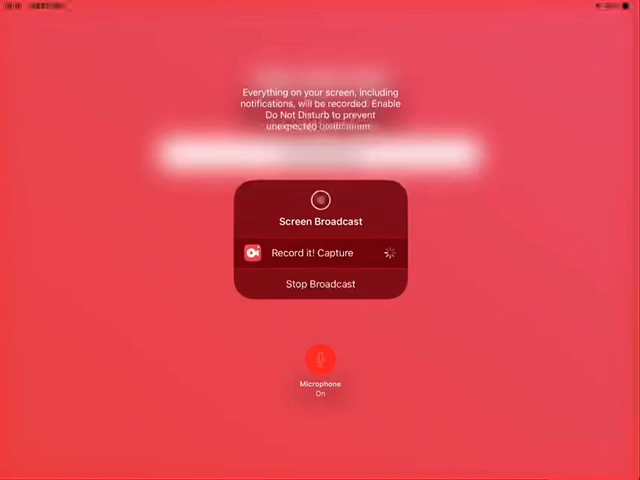 Everything on your screen, including
notifications, will be recorded. Enable
Do Not Disturb to prevent
unexpected
Screen Broadcast
Record it! Capture
Stop Broadcast
Microphone
On